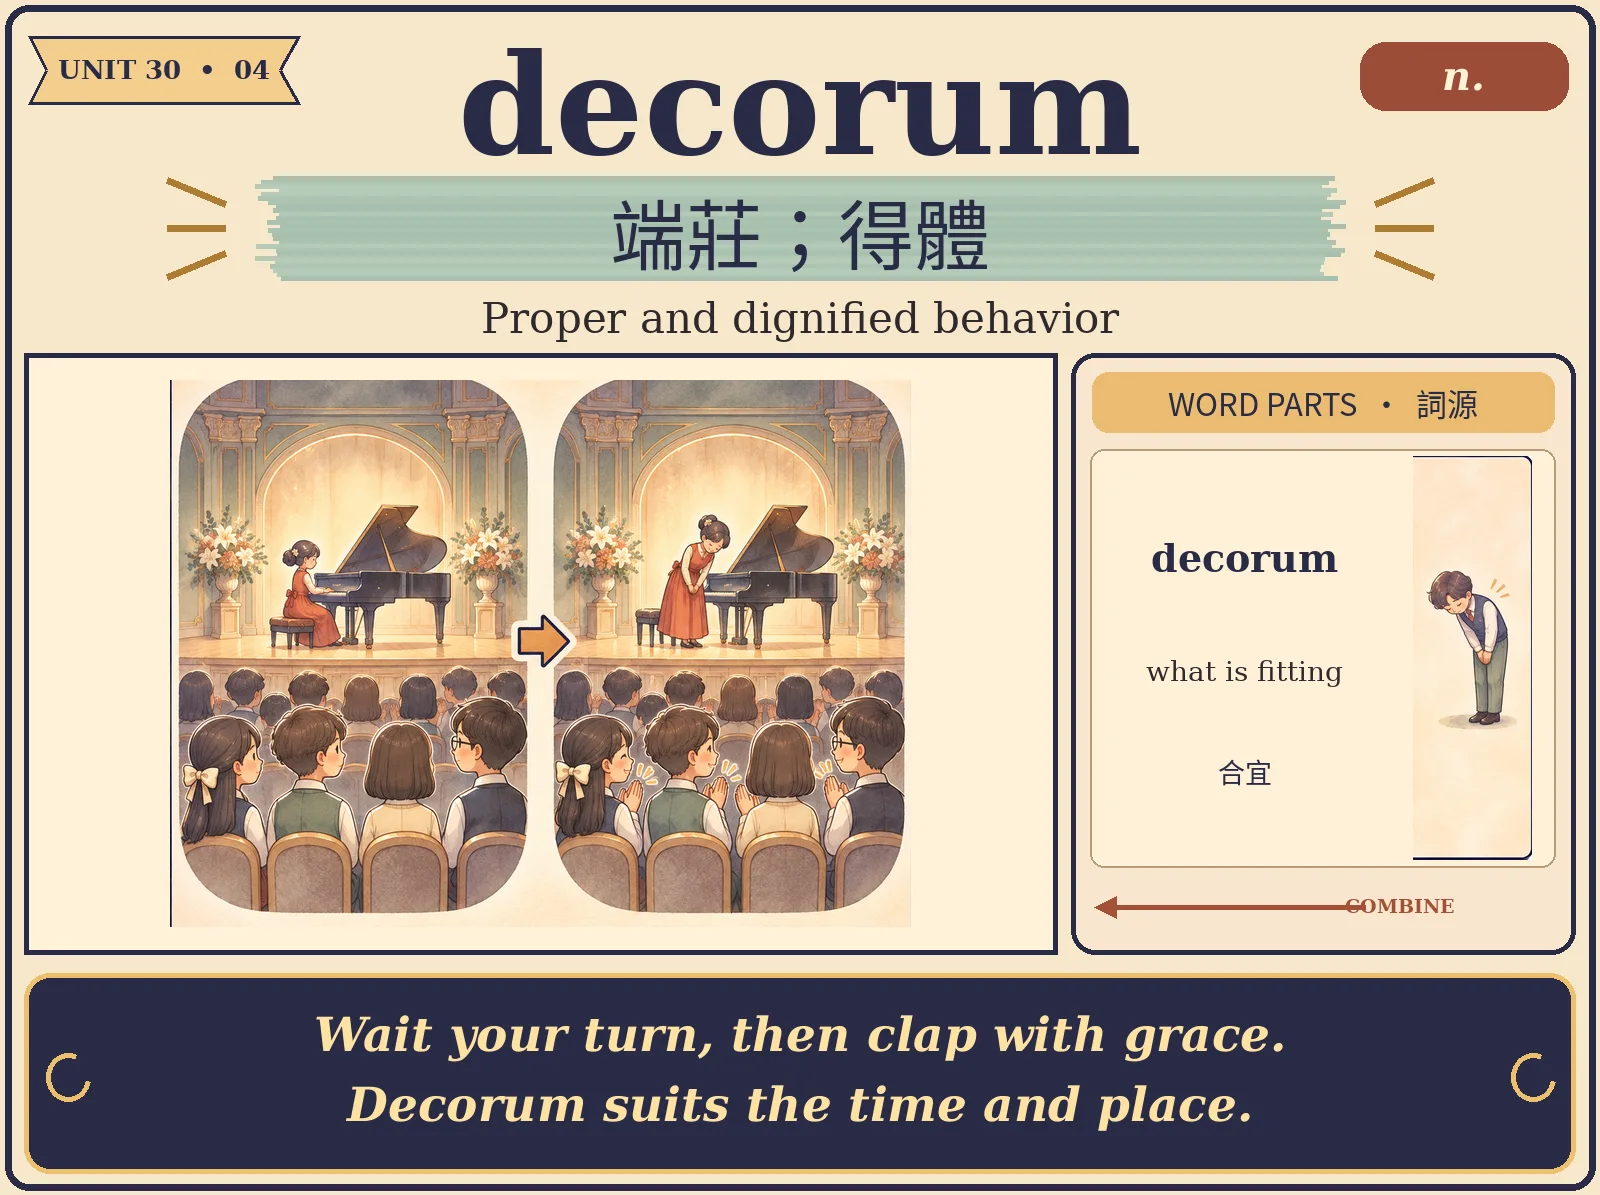 UNIT 30 • 04
decorum
n.
端莊；得體
Proper and dignified behavior
WORD PARTS • 詞源
decorum
what is fitting
合宜
COMBINE
Wait your turn, then clap with grace.
Decorum suits the time and place.